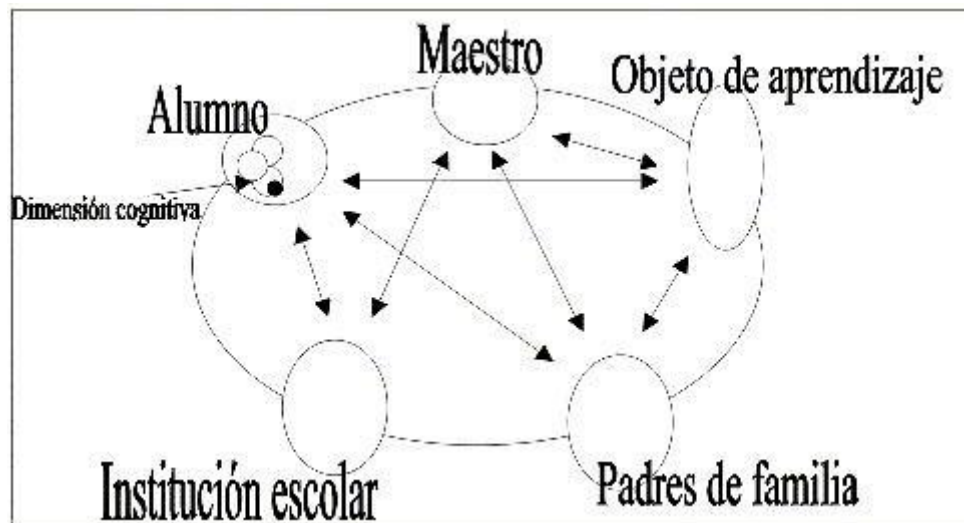 Maestro
Objeto de aprendizaje
Alumno
Dimensión cognitiva
Institución escolar
Padres de familia